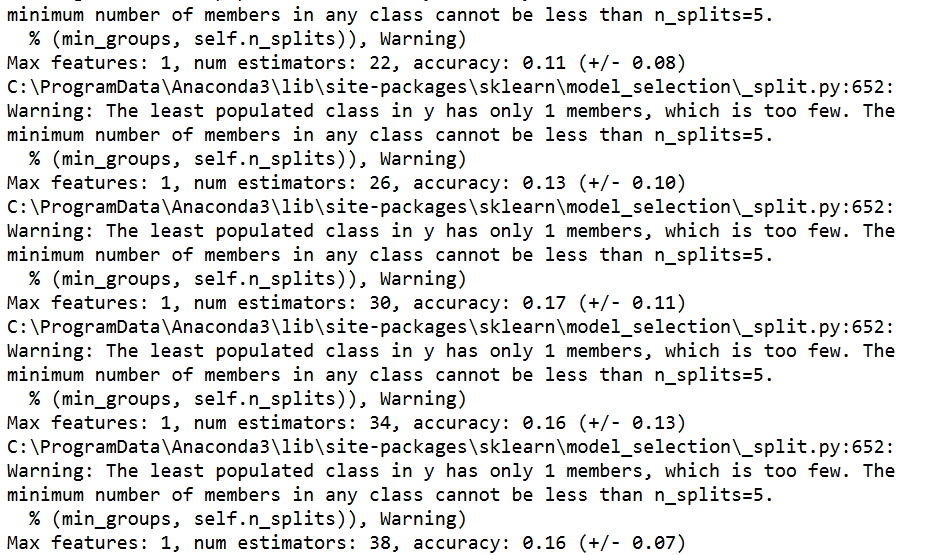 minimum number of members in any class cannot be less than n_splits=5.
  % (min_groups, self.n_splits)), Warning)
Max features: 1, num estimators: 22, accuracy: 0.11 (+/- 0.08)
C:\ProgramData\Anaconda3\lib\site-packages\sklearn\model_selection\_split.py:652:
Warning: The least populated class in y has only 1 members, which is too few. The
minimum number of members in any class cannot be less than n_splits=5.
  % (min_groups, self.n_splits)), Warning)
Max features: 1, num estimators: 26, accuracy: 0.13 (+/- 0.10)
C:\ProgramData\Anaconda3\lib\site-packages\sklearn\model_selection\_split.py:652:
Warning: The least populated class in y has only 1 members, which is too few. The
minimum number of members in any class cannot be less than n_splits=5.
  % (min_groups, self.n_splits)), Warning)
Max features: 1, num estimators: 30, accuracy: 0.17 (+/- 0.11)
C:\ProgramData\Anaconda3\lib\site-packages\sklearn\model_selection\_split.py:652:
Warning: The least populated class in y has only 1 members, which is too few. The
minimum number of members in any class cannot be less than n_splits=5.
  % (min_groups, self.n_splits)), Warning)
Max features: 1, num estimators: 34, accuracy: 0.16 (+/- 0.13)
C:\ProgramData\Anaconda3\lib\site-packages\sklearn\model_selection\_split.py:652:
Warning: The least populated class in y has only 1 members, which is too few. The
minimum number of members in any class cannot be less than n_splits=5.
  % (min_groups, self.n_splits)), Warning)
Max features: 1, num estimators: 38, accuracy: 0.16 (+/- 0.07)